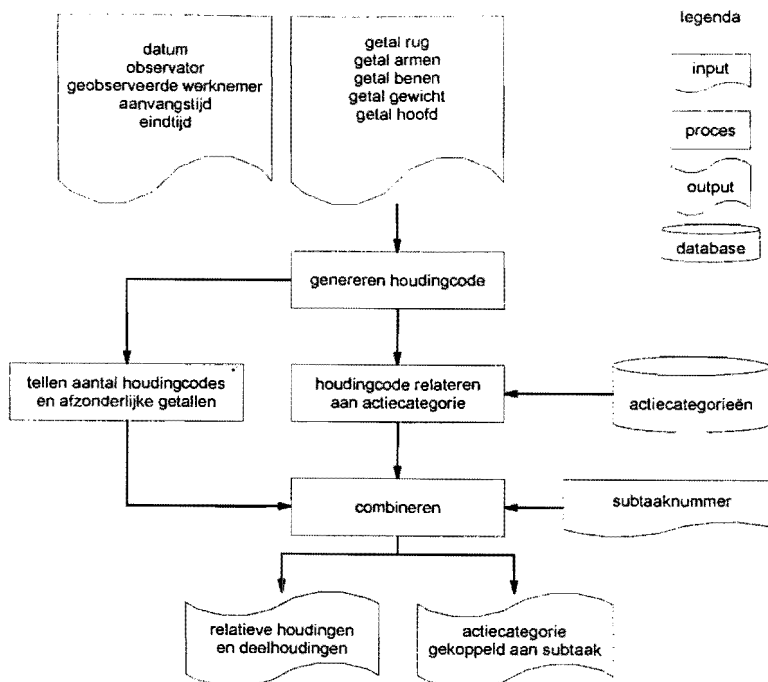 datum
observator
geobserveerde werknemer
aanvangstijd
eindtijd
getal rug
getal armen
getal benen
getal gewicht
getal hoofd
legenda
input
proces
output
database
genereren houdingcode
tellen aantal houdingcodes
en afzonderlijke getallen
houdingcode relateren
aan actiecategorie
actiecategorieën
combineren
subtaaknummer
relatieve houdingen
en deelhoudingen
actiecategorie
gekoppeld aan subtaak